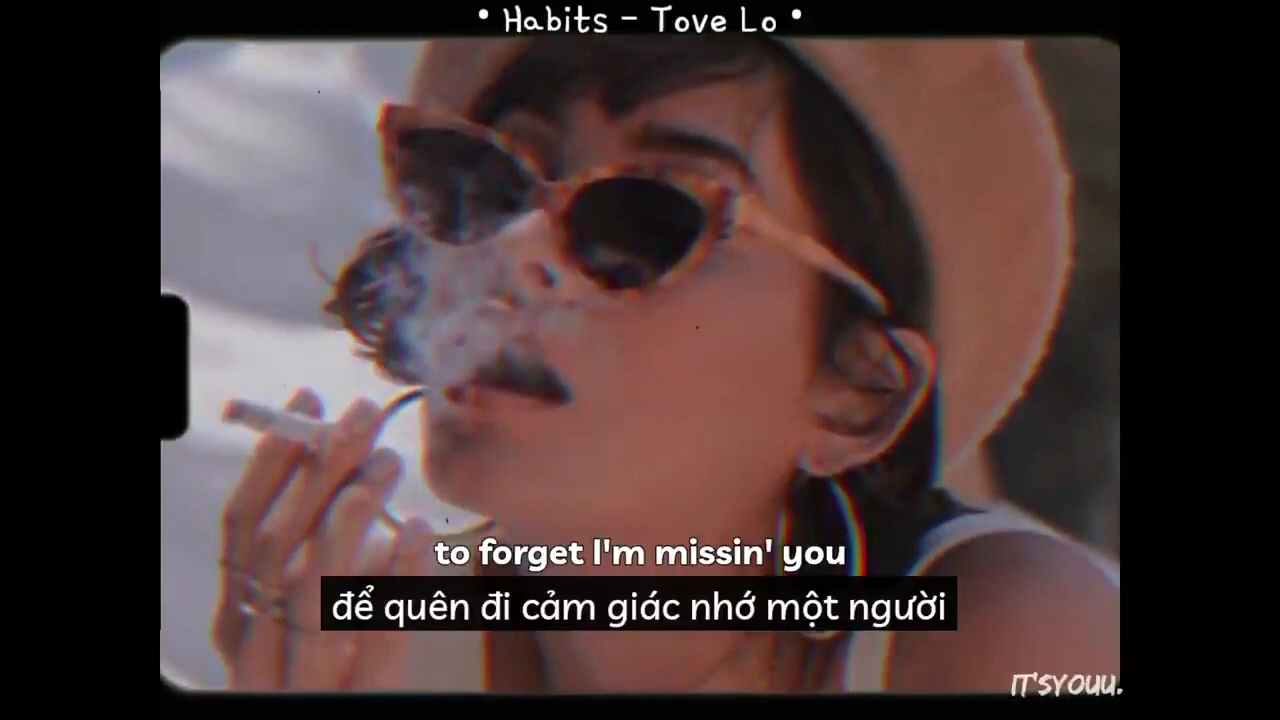 • Habits - Tove Lo •
to forget I'm missin' you
để quên đi cảm giác nhớ một người
IT'SYOUU.